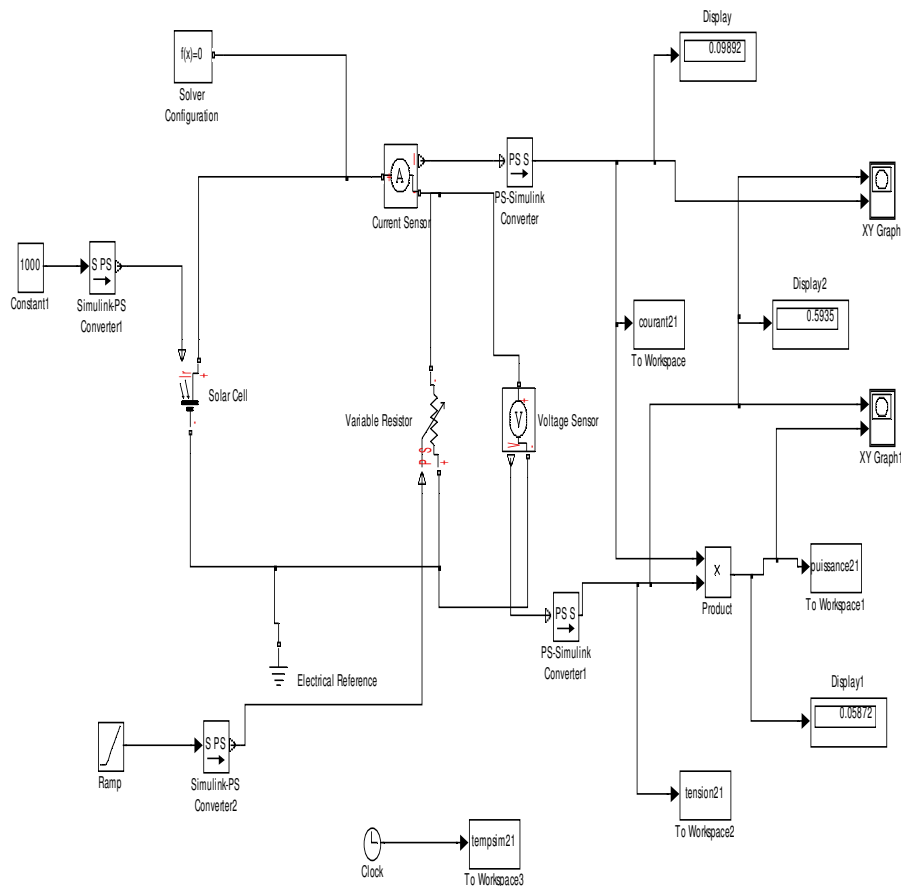 Display
0.09892
f(x)=0
Solver
Configuration
A
Current Sensor
I
+
-
PS S
PS-Simulink
Converter
XY Graph
1000
Constant1
S PS
Simulink-PS
Converter1
Display2
0.5935
courant21
To Workspace
Ir
+
-
Solar Cell
Variable Resistor
-
PS
+
V
+
V
-
Voltage Sensor
XY Graph1
×
Product
puissance21
To Workspace1
PS S
PS-Simulink
Converter1
Electrical Reference
Display1
0.05872
Ramp
S PS
Simulink-PS
Converter2
tension21
To Workspace2
Clock
tempsim21
To Workspace3